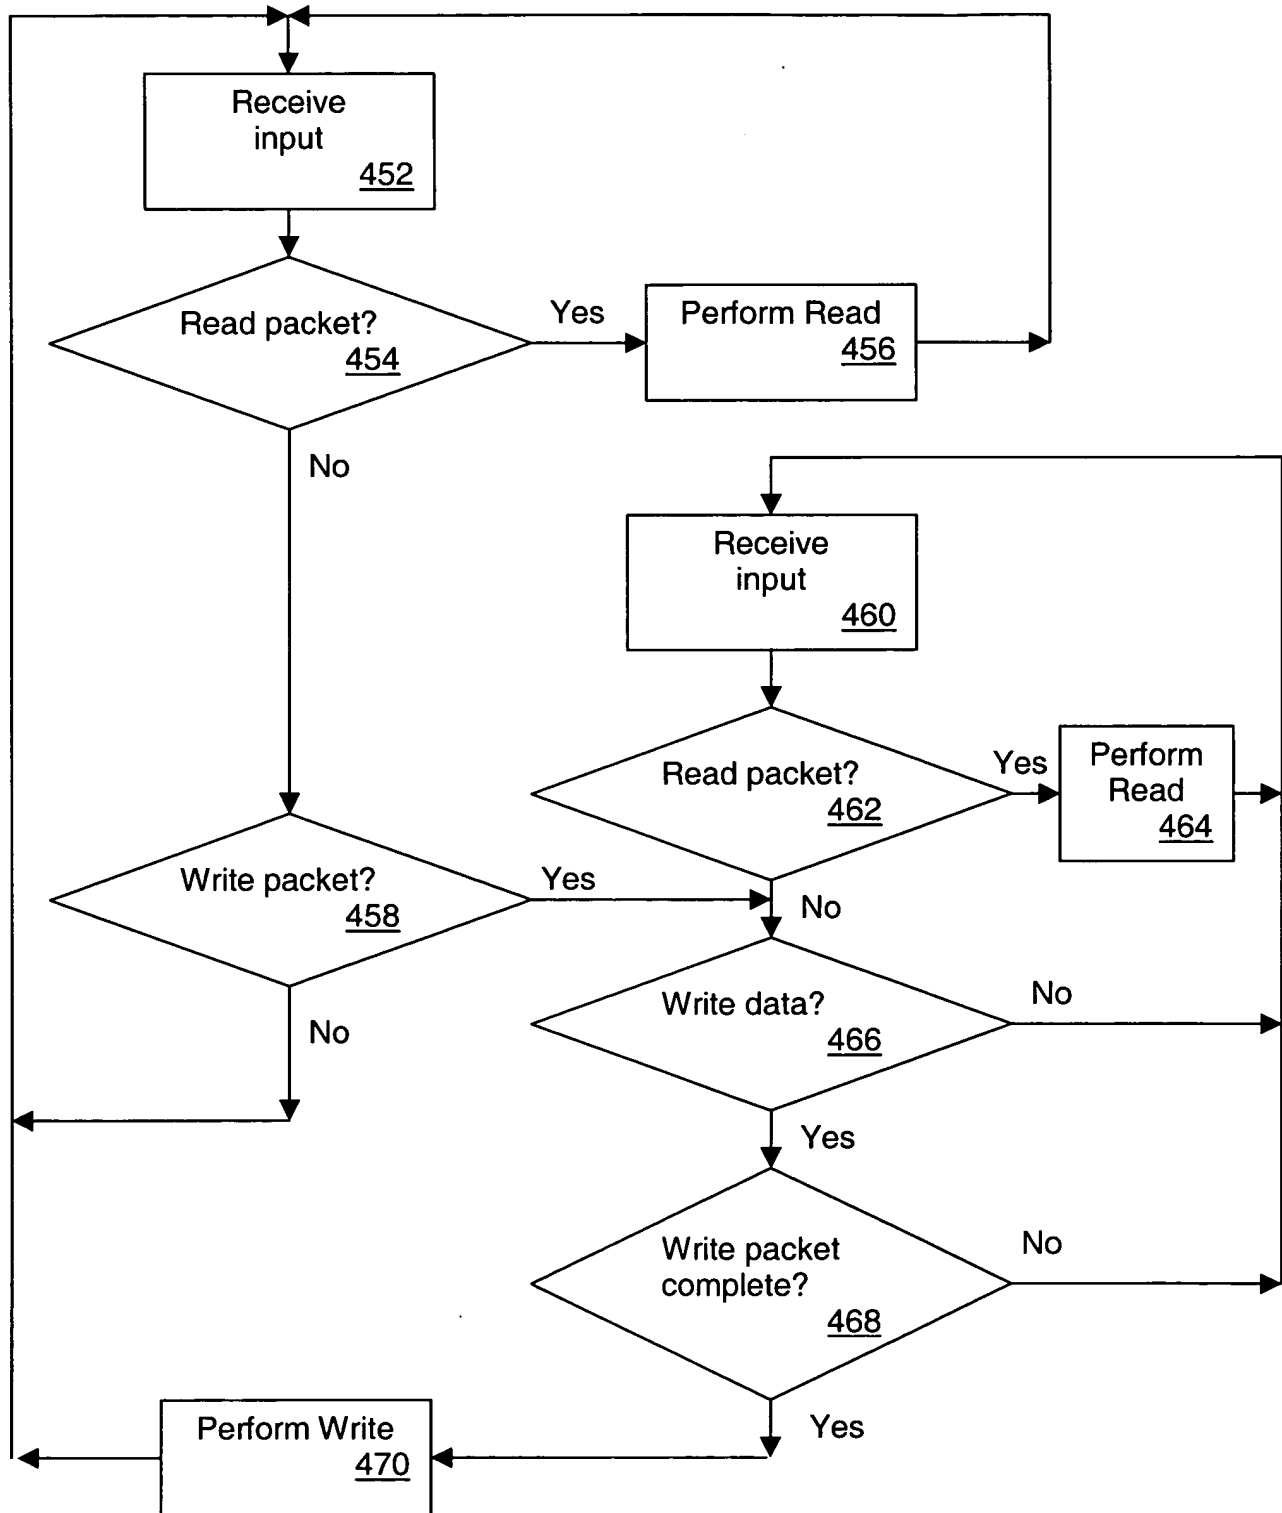 Receive
input
452
Read packet?
454
Yes
Perform Read
456
No
Receive
input
460
Read packet?
462
Yes
Perform
Read
464
Write packet?
458
Yes
No
No
Write data?
466
No
Yes
Write packet
complete?
468
No
Yes
Perform Write
470